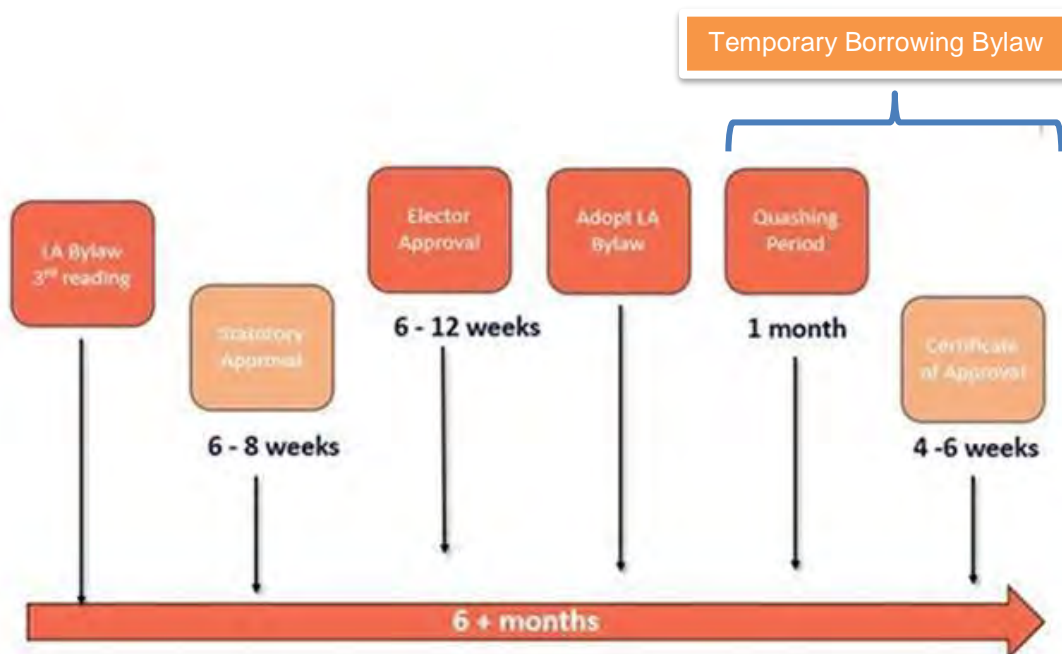 Temporary Borrowing Bylaw
LA Bylaw
3rd reading
Statutory
Approval
6 - 8 weeks
Elector
Approval
6 - 12 weeks
Adopt LA
Bylaw
Quashing
Period
1 month
Certificate
of Approval
4 -6 weeks
6 + months